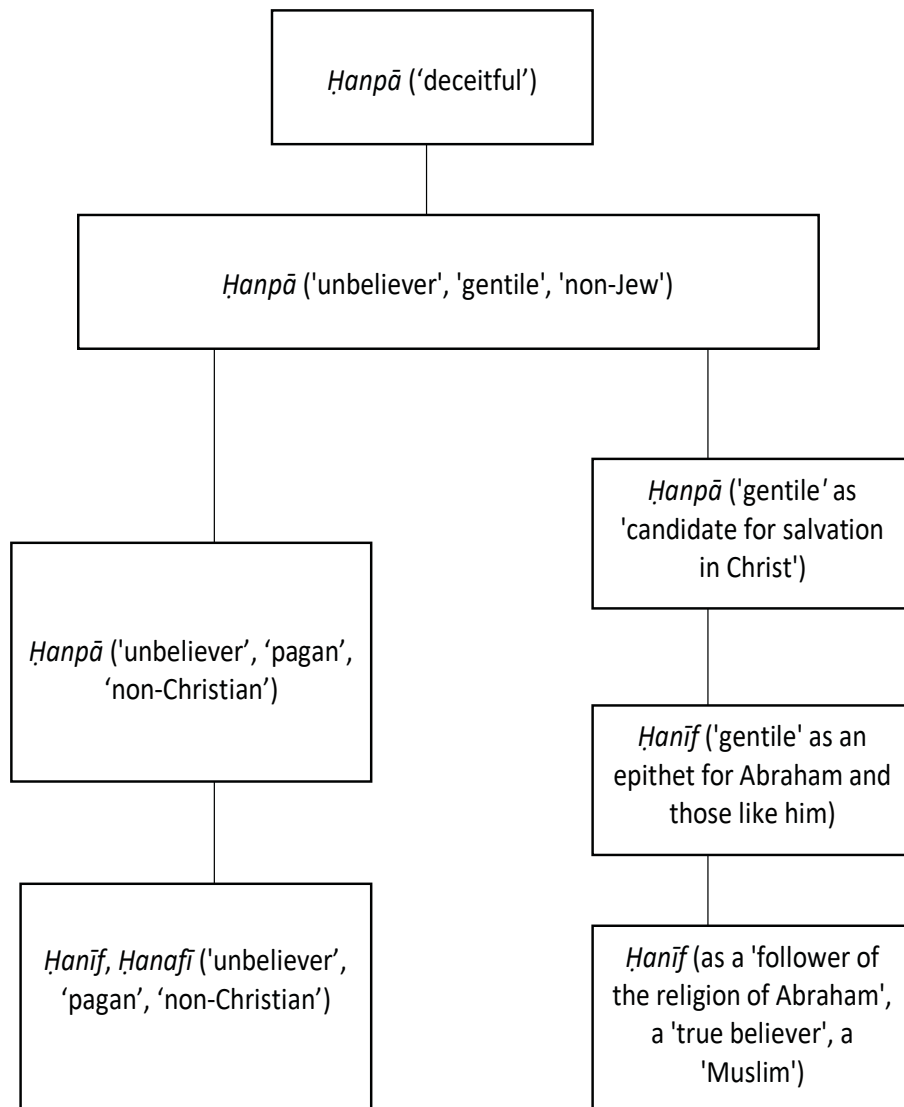 Ḥanpā (‘deceitful’)
Ḥanpā ('unbeliever', 'gentile', 'non-Jew')
Ḥanpā ('gentile' as
'candidate for salvation
in Christ')
Ḥanpā ('unbeliever’, ‘pagan’,
‘non-Christian’)
Ḥanīf ('gentile' as an
epithet for Abraham and
those like him)
Ḥanīf, Ḥanafī ('unbeliever’,
‘pagan’, ‘non-Christian’)
Ḥanīf (as a 'follower of
the religion of Abraham',
a 'true believer', a
'Muslim')